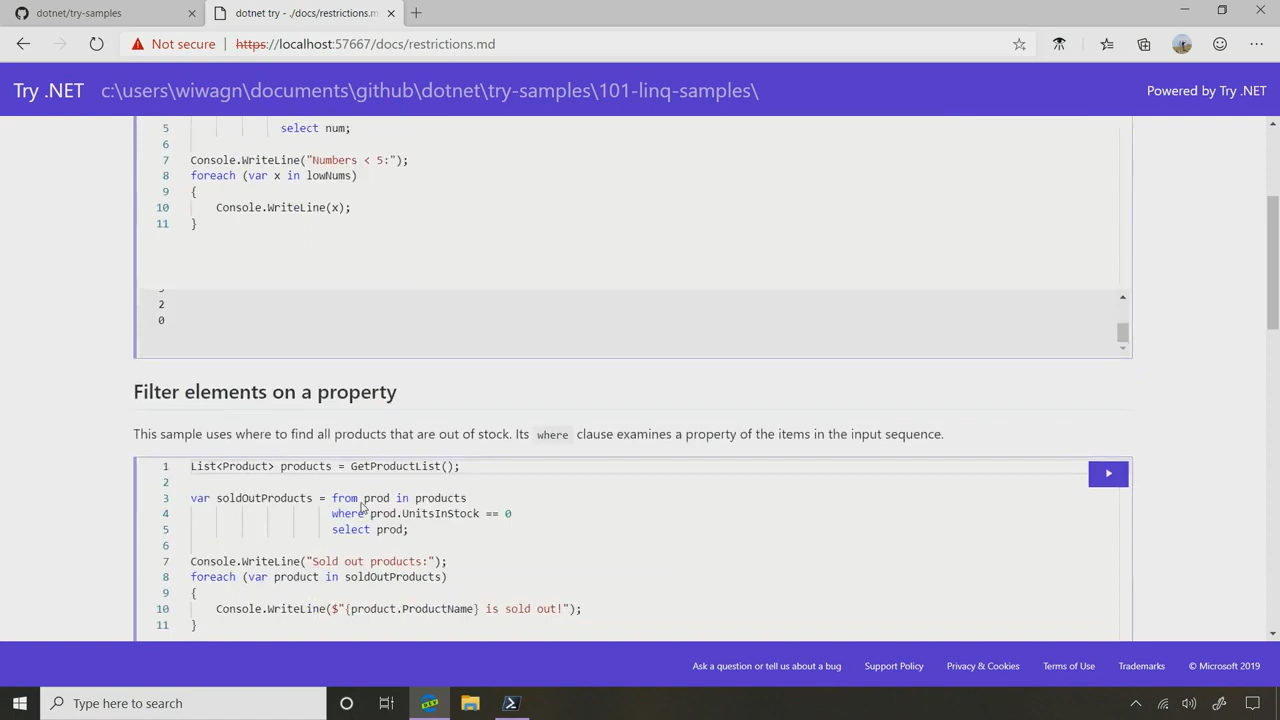 dotnet/try-samples
dotnet try - ./docs/restrictions.m
Not secure
https://localhost:57667/docs/restrictions.md
Try .NET
c:\users\wiwagn\documents\github\dotnet\try-samples\101-linq-samples\
Powered by Try .NET
5 select num;
6
7 Console.WriteLine("Numbers < 5:");
8 foreach (var x in lowNums)
9 {
10 Console.WriteLine(x);
11 }
2
0
Filter elements on a property
This sample uses where to find all products that are out of stock. Its where clause examines a property of the items in the input sequence.
1 List<Product> products = GetProductList();
2
3 var soldOutProducts = from prod in products
4 where prod.UnitsInStock == 0
5 select prod;
6
7 Console.WriteLine("Sold out products:");
8 foreach (var product in soldOutProducts)
9 {
10 Console.WriteLine($"{product.ProductName} is sold out!");
11 }
Ask a question or tell us about a bug
Support Policy
Privacy & Cookies
Terms of Use
Trademarks
© Microsoft 2019
Type here to search